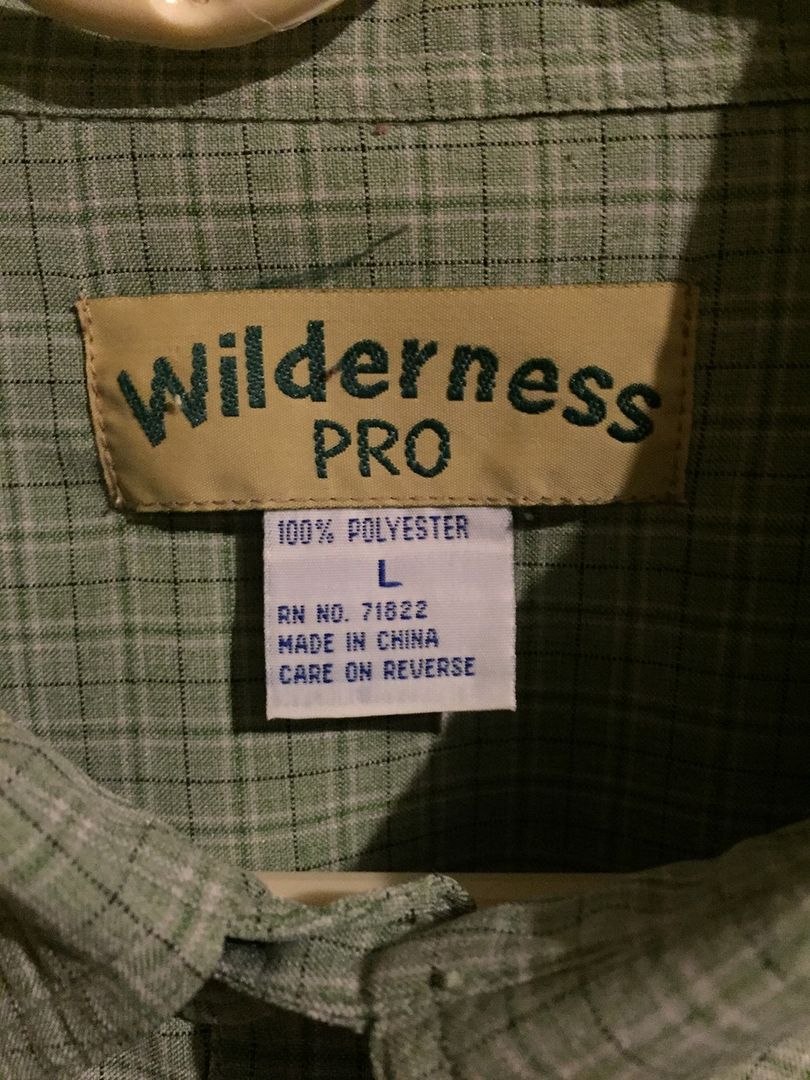 Wilderness
PRO
100% POLYESTER
L
RN NO. 71822
MADE IN CHINA
CARE ON REVERSE